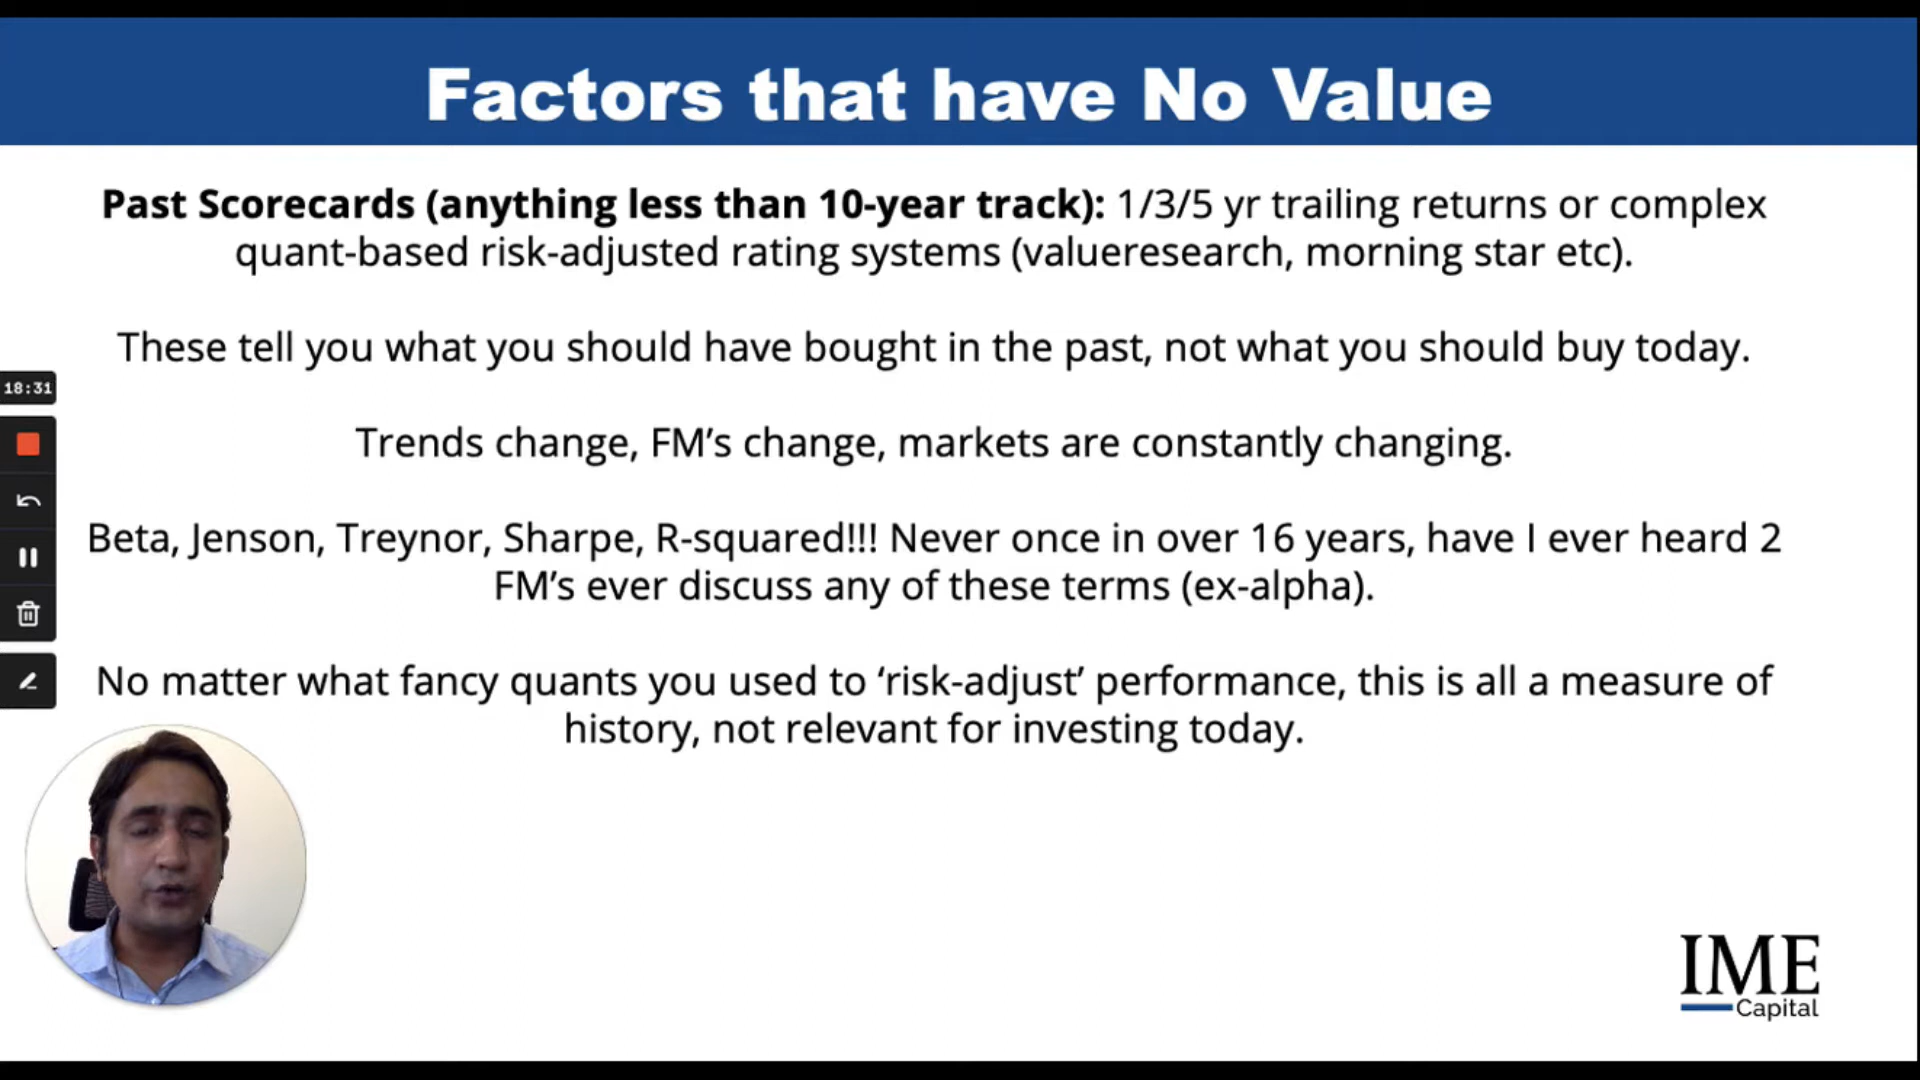 Factors that have No Value
Past Scorecards (anything less than 10-year track): 1/3/5 yr trailing returns or complex
quant-based risk-adjusted rating systems (valueresearch, morning star etc).
These tell you what you should have bought in the past, not what you should buy today.
Trends change, FM’s change, markets are constantly changing.
18:31
Beta, Jenson, Treynor, Sharpe, R-squared!!! Never once in over 16 years, have I ever heard 2
FM’s ever discuss any of these terms (ex-alpha).
No matter what fancy quants you used to ‘risk-adjust’ performance, this is all a measure of
history, not relevant for investing today.
IME
Capital